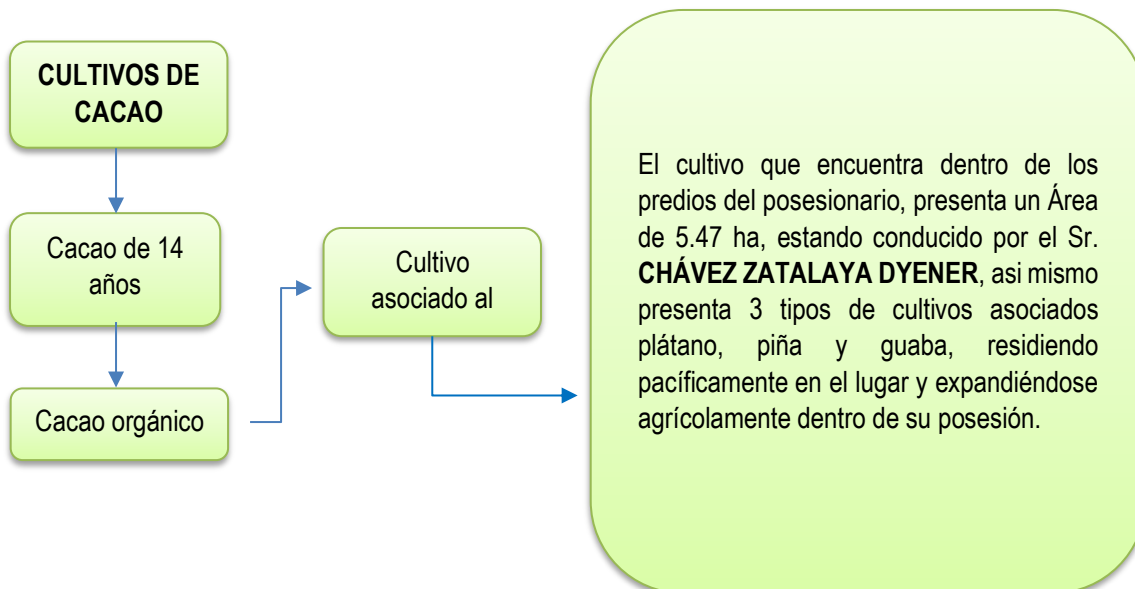 CULTIVOS DE
CACAO
Cacao de 14
años
Cacao orgánico
Cultivo
asociado al
El cultivo que encuentra dentro de los
predios del posesionario, presenta un Área
de 5.47 ha, estando conducido por el Sr.
CHÁVEZ ZATALAYA DYENER, asi mismo
presenta 3 tipos de cultivos asociados
plátano, piña y guaba, residiendo
pacíficamente en el lugar y expandiéndose
agrícolamente dentro de su posesión.